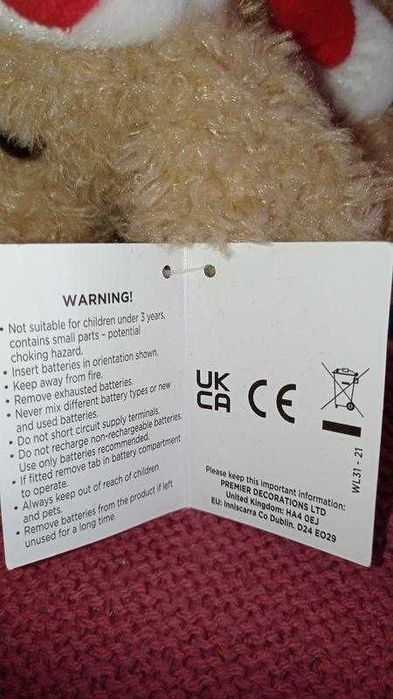 WARNING!
• Not suitable for children under 3 years,
contains small parts - potential
choking hazard.
• Insert batteries in orientation shown.
• Keep away from fire.
• Remove exhausted batteries.
• Never mix different battery types or new
and used batteries.
• Do not short circuit supply terminals.
• Do not recharge non-rechargeable batteries.
Use only batteries recommended.
• If fitted remove tab in battery compartment
to operate.
• Always keep out of reach of children
and pets.
• Remove batteries from the product if left
unused for a long time.
UK
CA
CE
WL31 - 21
Please keep this important information:
PREMIER DECORATIONS LTD
United Kingdom: HA4 0EJ
EU: Inniscarra Co Dublin. D24 E029